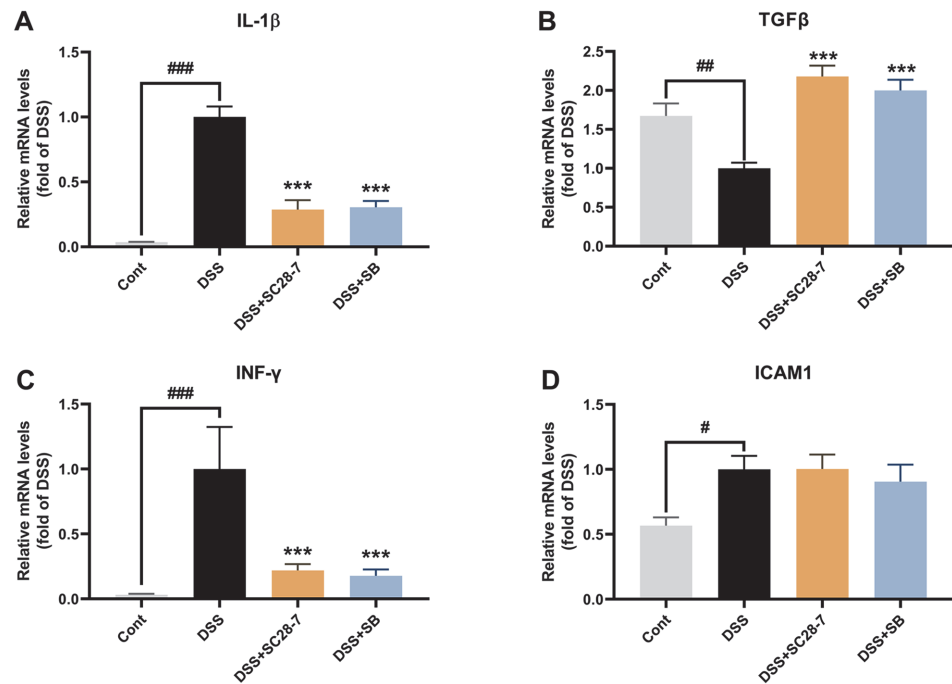 A
IL-1β
Relative mRNA levels
(fold of DSS)
1.5
1.0
0.5
0.0
###
***
***
Cont
DSS
DSS+SC28-7
DSS+SB
B
TGFβ
Relative mRNA levels
(fold of DSS)
2.5
2.0
1.5
1.0
0.5
0.0
##
***
***
Cont
DSS
DSS+SC28-7
DSS+SB
C
INF-γ
Relative mRNA levels
(fold of DSS)
1.5
1.0
0.5
0.0
###
***
***
Cont
DSS
DSS+SC28-7
DSS+SB
D
ICAM1
Relative mRNA levels
(fold of DSS)
1.5
1.0
0.5
0.0
#
Cont
DSS
DSS+SC28-7
DSS+SB